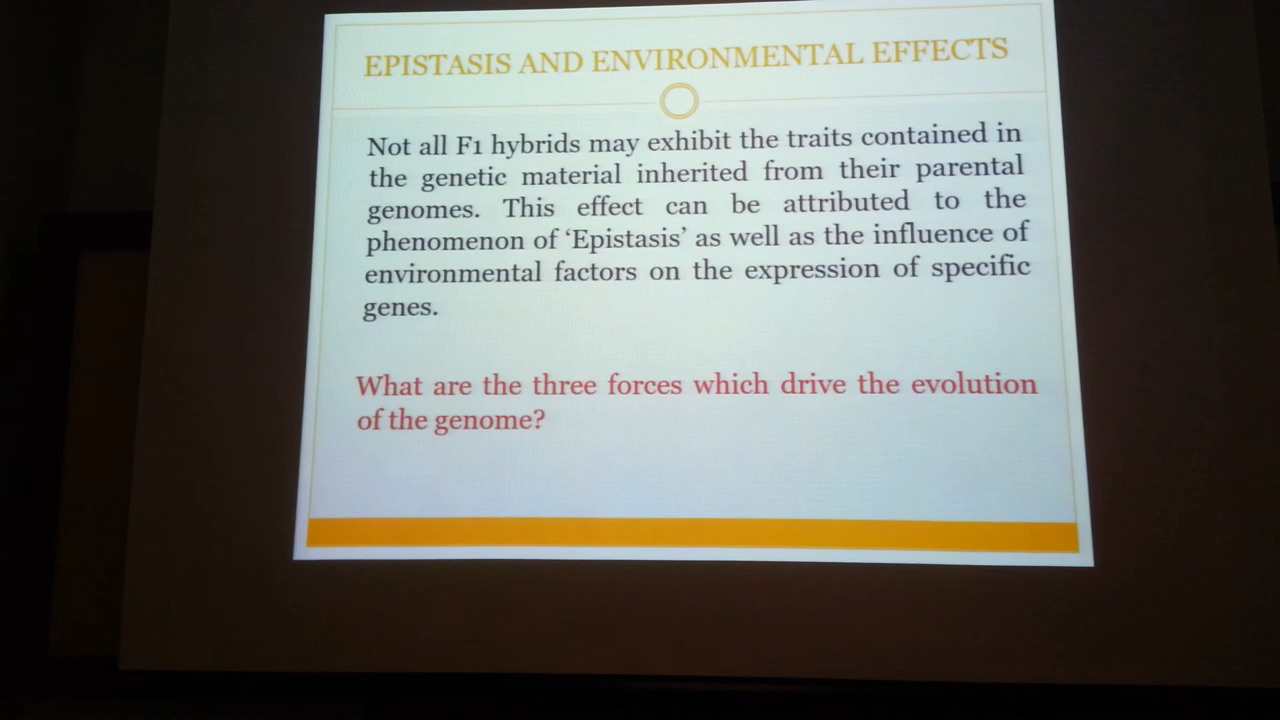 EPISTASIS AND ENVIRONMENTAL EFFECTS
Not all F1 hybrids may exhibit the traits contained in
the genetic material inherited from their parental
genomes. This effect can be attributed to the
phenomenon of ‘Epistasis’ as well as the influence of
environmental factors on the expression of specific
genes.
What are the three forces which drive the evolution
of the genome?